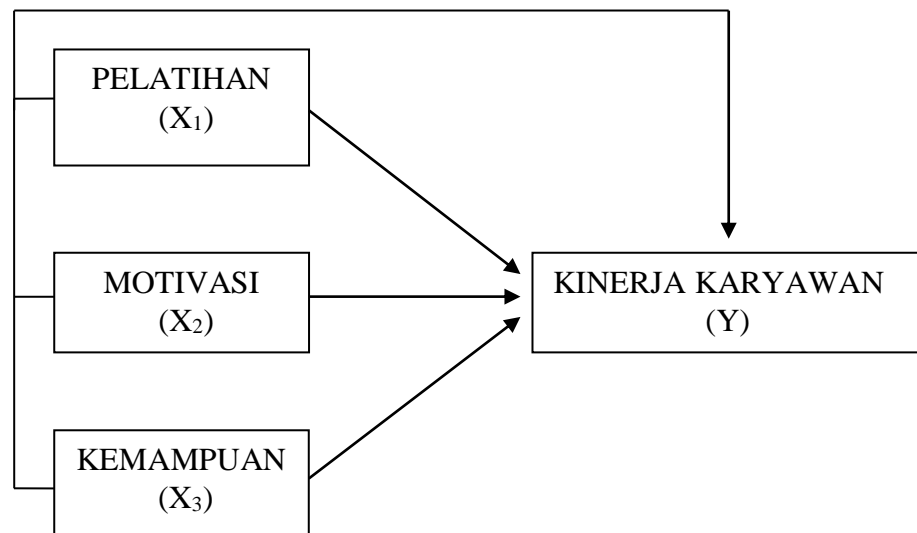 PELATIHAN
(X₁)
MOTIVASI
(X₂)
KINERJA KARYAWAN
(Y)
KEMAMPUAN
(X₃)